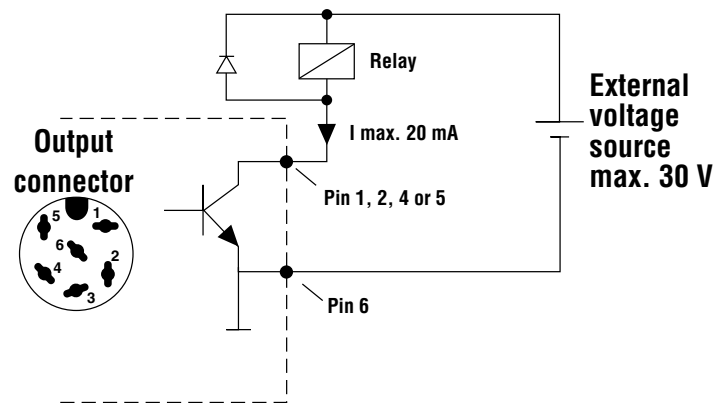 Relay
External
voltage
source
max. 30 V
I max. 20 mA
Output
connector
Pin 1, 2, 4 or 5
5
1
6
2
4
3
Pin 6